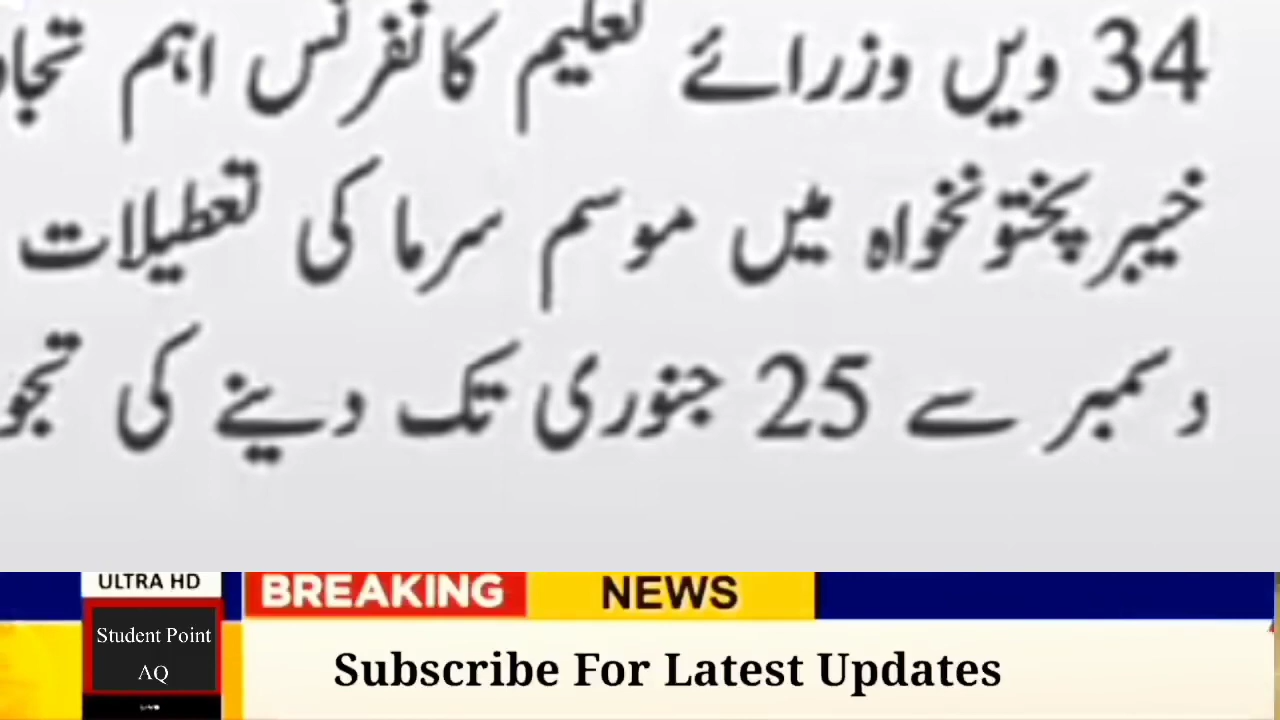 34 ویں وزرائے تعلیم کانفرنس اہم
خیبر پختونخواہ میں موسم سرما کی تعطیلات
دسمبر سے 25 جنوری تک دینے کی
ULTRA HD
BREAKING NEWS
Student Point
AQ
Subscribe For Latest Updates